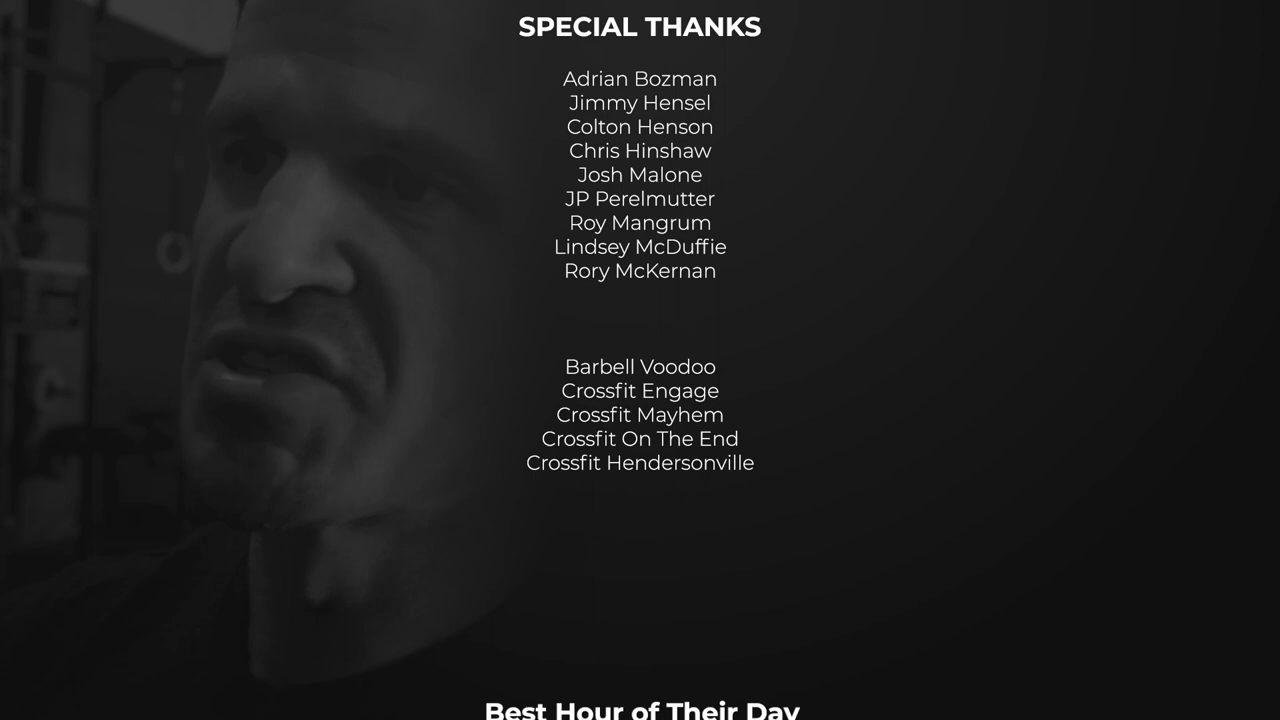 SPECIAL THANKS
Adrian Bozman
Jimmy Hensel
Colton Henson
Chris Hinshaw
Josh Malone
JP Perelmutter
Roy Mangrum
Lindsey McDuffie
Rory McKernan
Barbell Voodoo
Crossfit Engage
Crossfit Mayhem
Crossfit On The End
Crossfit Hendersonville
Best Hour of Their Day